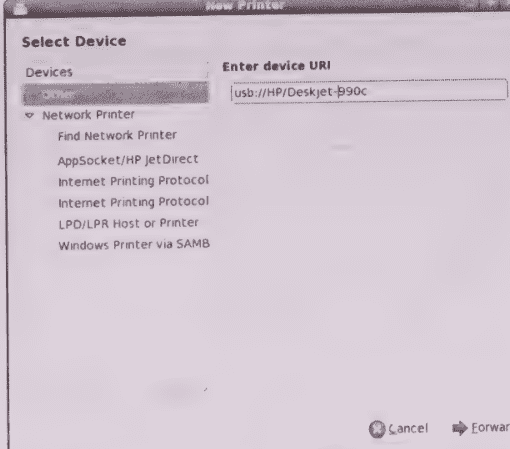 New Printer
Select Device
Devices
Enter device URI
Other
usb://HP/Deskjet-990c
Network Printer
Find Network Printer
AppSocket/HP JetDirect
Internet Printing Protocol
Internet Printing Protocol
LPD/LPR Host or Printer
Windows Printer via SAMB
Cancel
Forwar